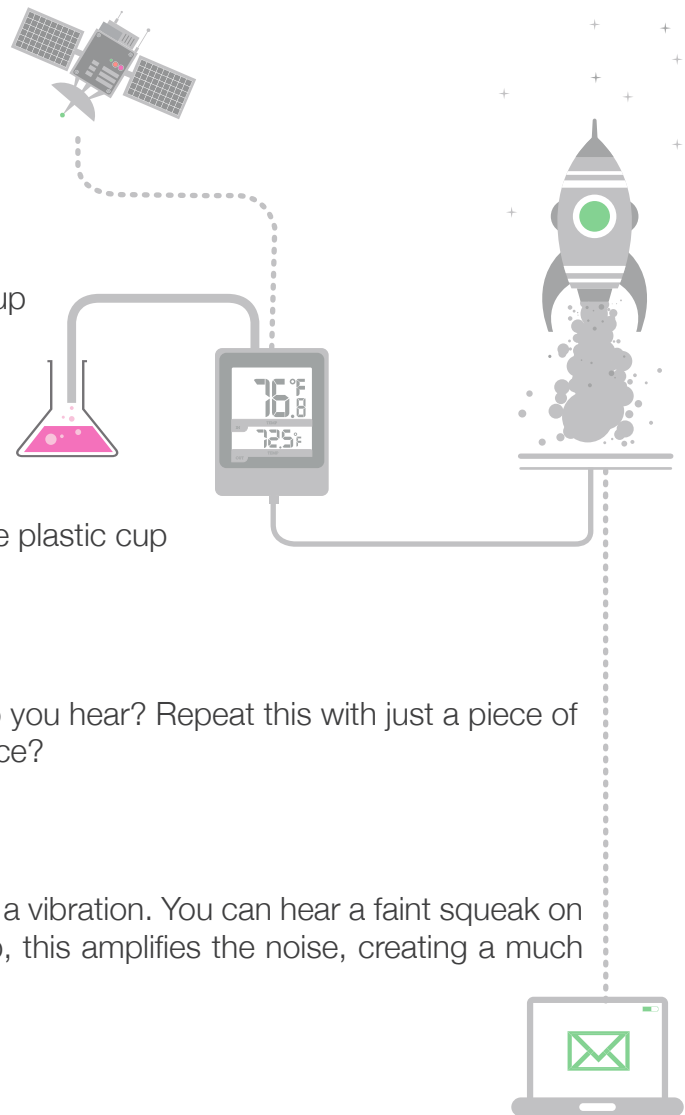 up
76.8°F
72.5°F
e plastic cup
you hear? Repeat this with just a piece of
ce?
a vibration. You can hear a faint squeak on
, this amplifies the noise, creating a much